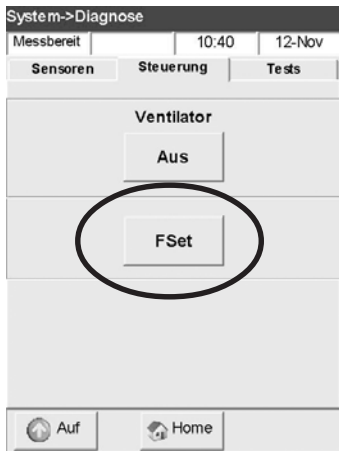 System->Diagnose
Messbereit 10:40 12-Nov
Sensoren Steuerung Tests
Ventilator
Aus
FSet
Auf Home